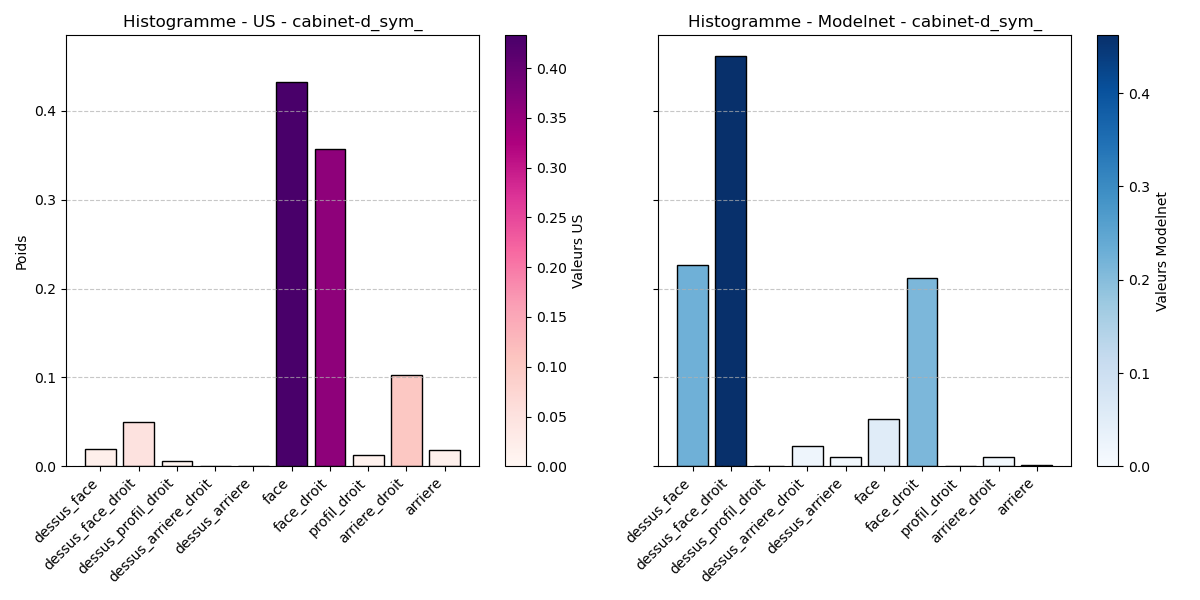 Histogramme - US - cabinet-d_sym_
Poids
0.4
0.3
0.2
0.1
0.0
dessus_face
dessus_face_droit
dessus_profil_droit
dessus_arriere_droit
dessus_arriere
face
face_droit
profil_droit
arriere_droit
arriere
0.40
0.35
0.30
0.25
0.20
0.15
0.10
0.05
0.00
Valeurs US
Histogramme - Modelnet - cabinet-d_sym_
dessus_face
dessus_face_droit
dessus_profil_droit
dessus_arriere_droit
dessus_arriere
face
face_droit
profil_droit
arriere_droit
arriere
0.4
0.3
0.2
0.1
0.0
Valeurs Modelnet